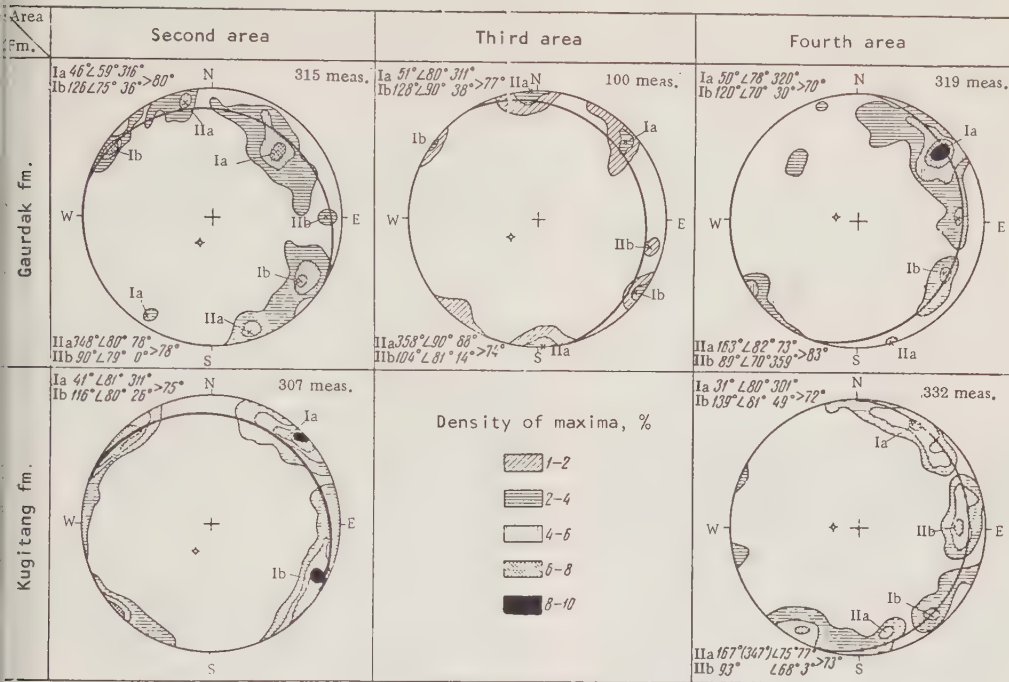 Area
Fm.
Second area
Third area
Fourth area
Gaurdak fm.
Ia 46°∠59° 316°
Ib 126∠75° 36° >80°
N
315 meas.
IIa
Ib
Ia
W
E
IIb
Ib
Ia
IIa
S
IIa 348°∠80° 78°
IIb 90°∠79° 0° >78°
Ia 51°∠80° 311°
Ib 128°∠90° 38° >77°
IIa
N
100 meas.
Ib
Ia
W
E
IIb
Ib
S
IIa
IIa 358°∠90° 88°
IIb 104°∠81° 14° >74°
Ia 50°∠78° 320°
Ib 120°∠70° 30° >70°
N
319 meas.
Ia
W
E
Ib
S
IIa
IIa 163°∠82° 73°
IIb 89°∠70° 359° >83°
Kugitang fm.
Ia 41°∠81° 311°
Ib 116°∠80° 26° >75°
N
307 meas.
Ia
W
E
Ib
S
Density of maxima, %
1-2
2-4
4-6
6-8
8-10
Ia 31°∠80° 301°
Ib 139°∠81° 49° >72°
N
332 meas.
Ia
W
IIb
E
IIa
Ib
S
IIa 167°(347°)∠75° 77°
IIb 93° ∠68° 3° >73°